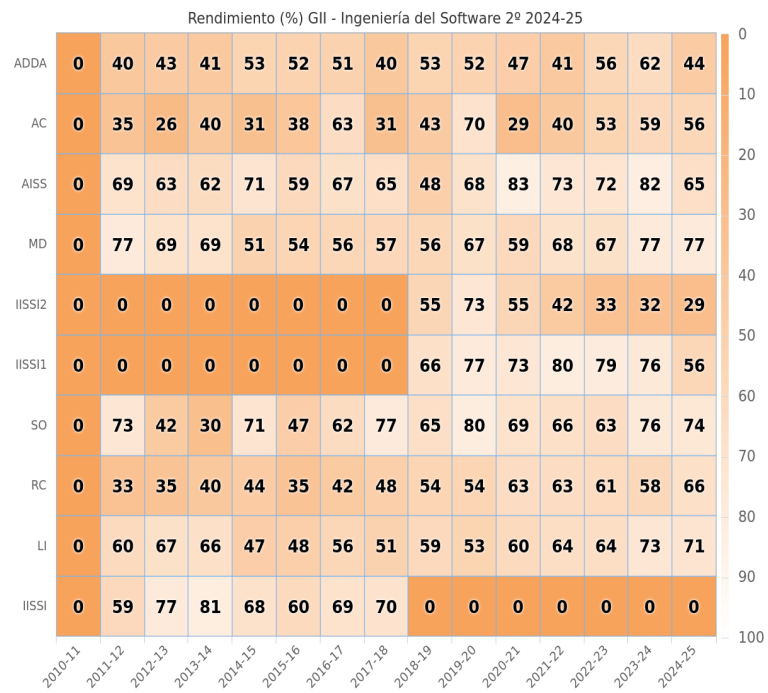 Rendimiento (%) GII - Ingeniería del Software 2º 2024-25
ADDA 0 40 43 41 53 52 51 40 53 52 47 41 56 62 44
AC 0 35 26 40 31 38 63 31 43 70 29 40 53 59 56
AISS 0 69 63 62 71 59 67 65 48 68 83 73 72 82 65
MD 0 77 69 69 51 54 56 57 56 67 59 68 67 77 77
IISSI2 0 0 0 0 0 0 0 0 55 73 55 42 33 32 29
IISSI1 0 0 0 0 0 0 0 0 66 77 73 80 79 76 56
SO 0 73 42 30 71 47 62 77 65 80 69 66 63 76 74
RC 0 33 35 40 44 35 42 48 54 54 63 63 61 58 66
LI 0 60 67 66 47 48 56 51 59 53 60 64 64 73 71
IISSI 0 59 77 81 68 60 69 70 0 0 0 0 0 0 0
2010-11 2011-12 2012-13 2013-14 2014-15 2015-16 2016-17 2017-18 2018-19 2019-20 2020-21 2021-22 2022-23 2023-24 2024-25
0
10
20
30
40
50
60
70
80
90
100